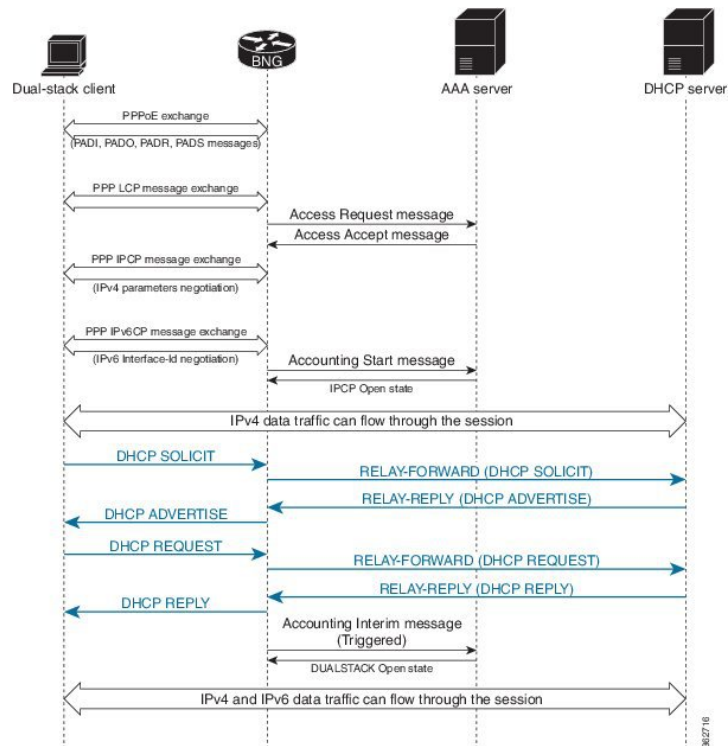 BNG
Dual-stack client
AAA server
DHCP server
PPPoE exchange
(PADI, PADO, PADR, PADS messages)
PPP LCP message exchange
Access Request message
Access Accept message
PPP IPCP message exchange
(IPv4 parameters negotiation)
PPP IPv6CP message exchange
(IPv6 Interface-Id negotiation)
Accounting Start message
IPCP Open state
IPv4 data traffic can flow through the session
DHCP SOLICIT
RELAY-FORWARD (DHCP SOLICIT)
RELAY-REPLY (DHCP ADVERTISE)
DHCP ADVERTISE
DHCP REQUEST
RELAY-FORWARD (DHCP REQUEST)
RELAY-REPLY (DHCP REPLY)
DHCP REPLY
Accounting Interim message
(Triggered)
DUALSTACK Open state
IPv4 and IPv6 data traffic can flow through the session